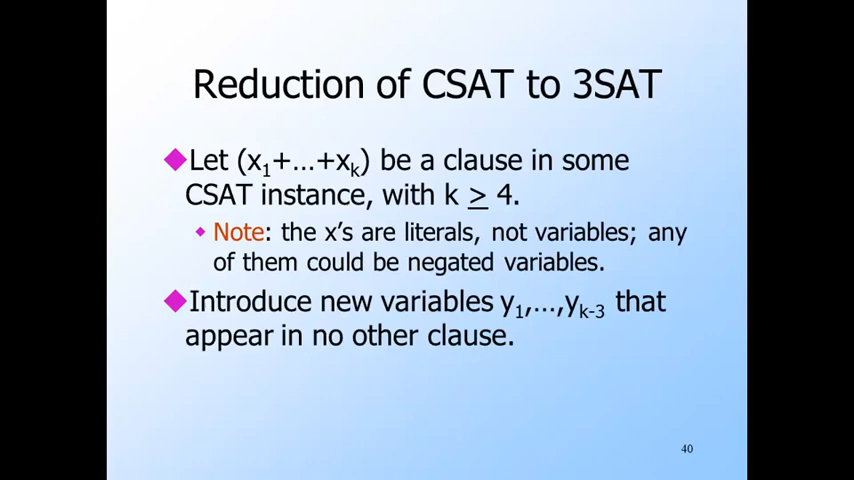 Reduction of CSAT to 3SAT
Let (x1+…+xk) be a clause in some
CSAT instance, with k ≥ 4.
Note: the x's are literals, not variables; any
of them could be negated variables.
Introduce new variables y1,…,yk-3 that
appear in no other clause.
40